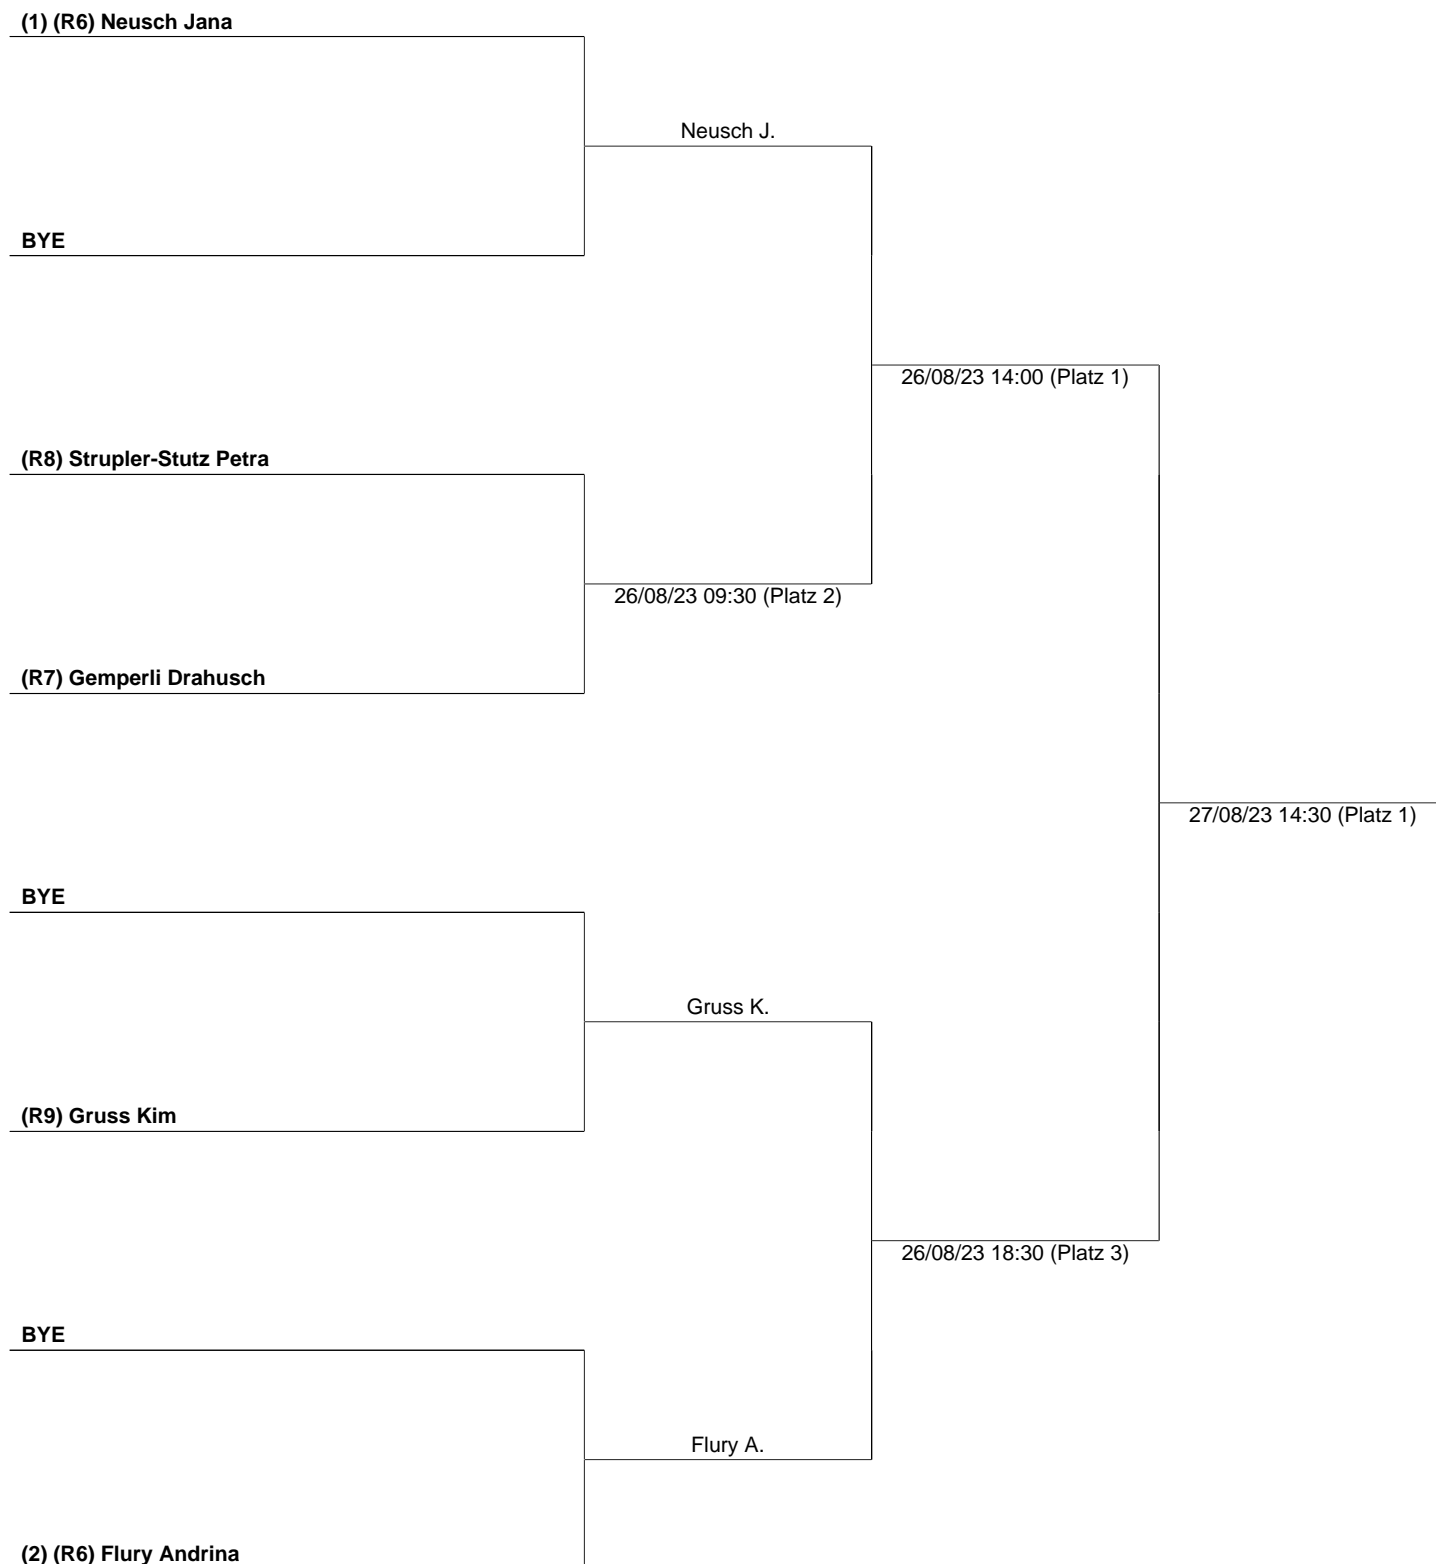 (1) (R6) Neusch Jana
Neusch J.
BYE
26/08/23 14:00 (Platz 1)
(R8) Strupler-Stutz Petra
26/08/23 09:30 (Platz 2)
(R7) Gemperli Drahusch
27/08/23 14:30 (Platz 1)
BYE
Gruss K.
(R9) Gruss Kim
26/08/23 18:30 (Platz 3)
BYE
Flury A.
(2) (R6) Flury Andrina